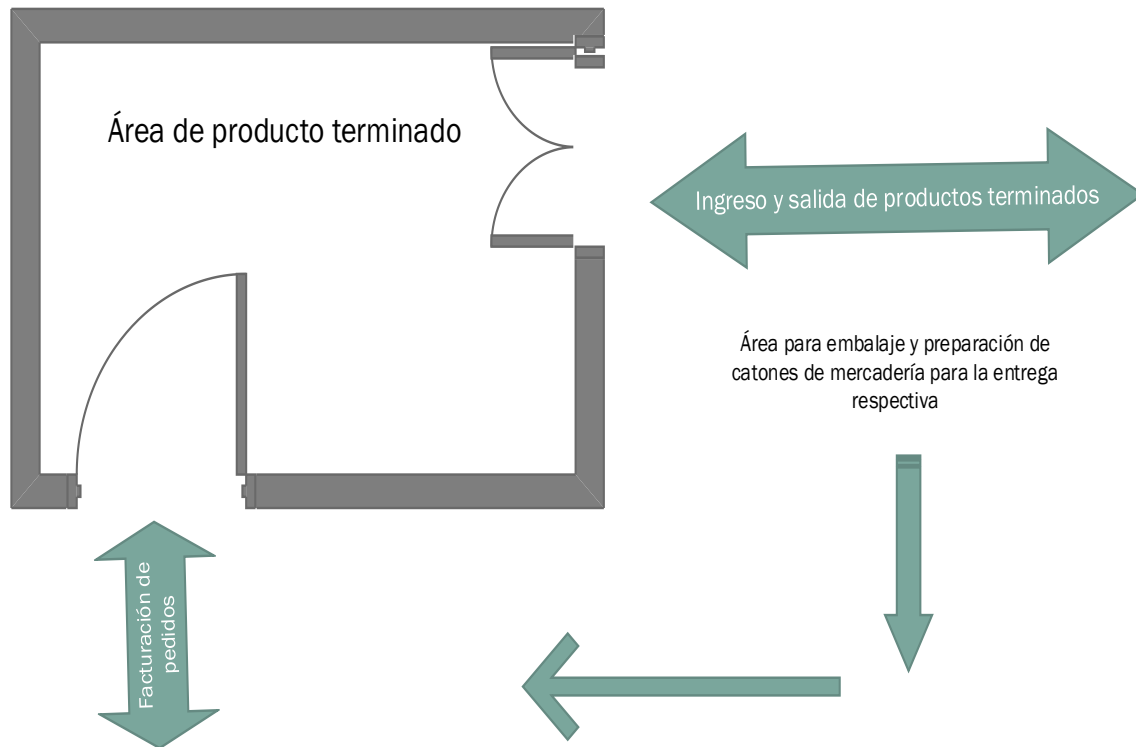 Área de producto terminado
Ingreso y salida de productos terminados
Área para embalaje y preparación de
catones de mercadería para la entrega
respectiva
Facturación de
pedidos